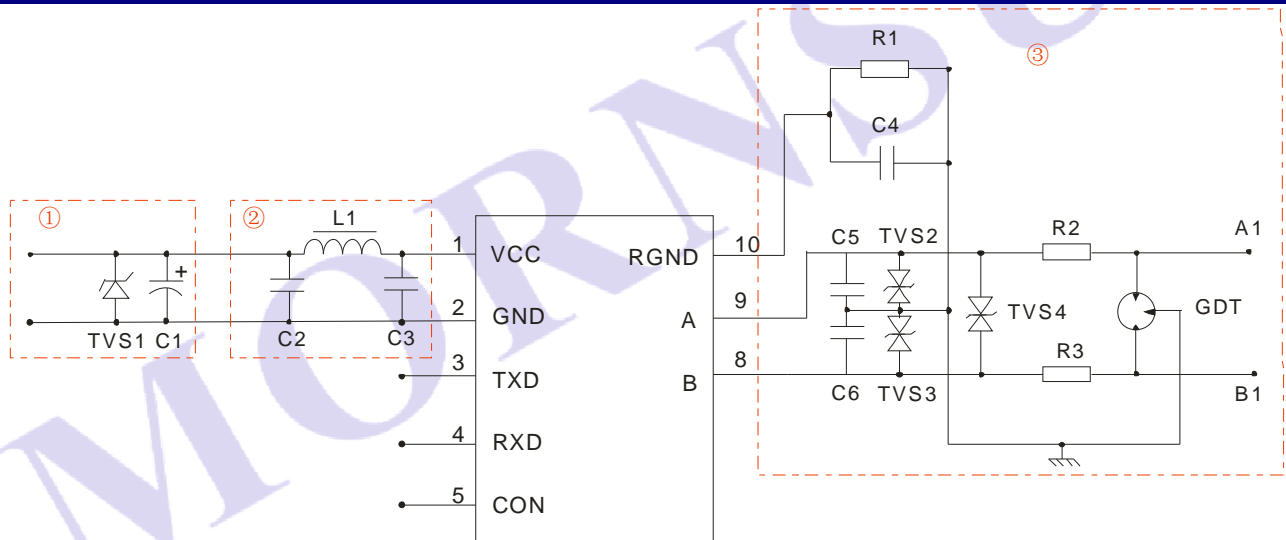 MORNSU
R1
③
C4
①
②
L1
1
VCC
RGND
10
C5
TVS2
R2
A1
+
2
GND
A
9
TVS4
GDT
TVS1
C1
C2
C3
3
TXD
B
8
R3
C6
TVS3
B1
4
RXD
5
CON